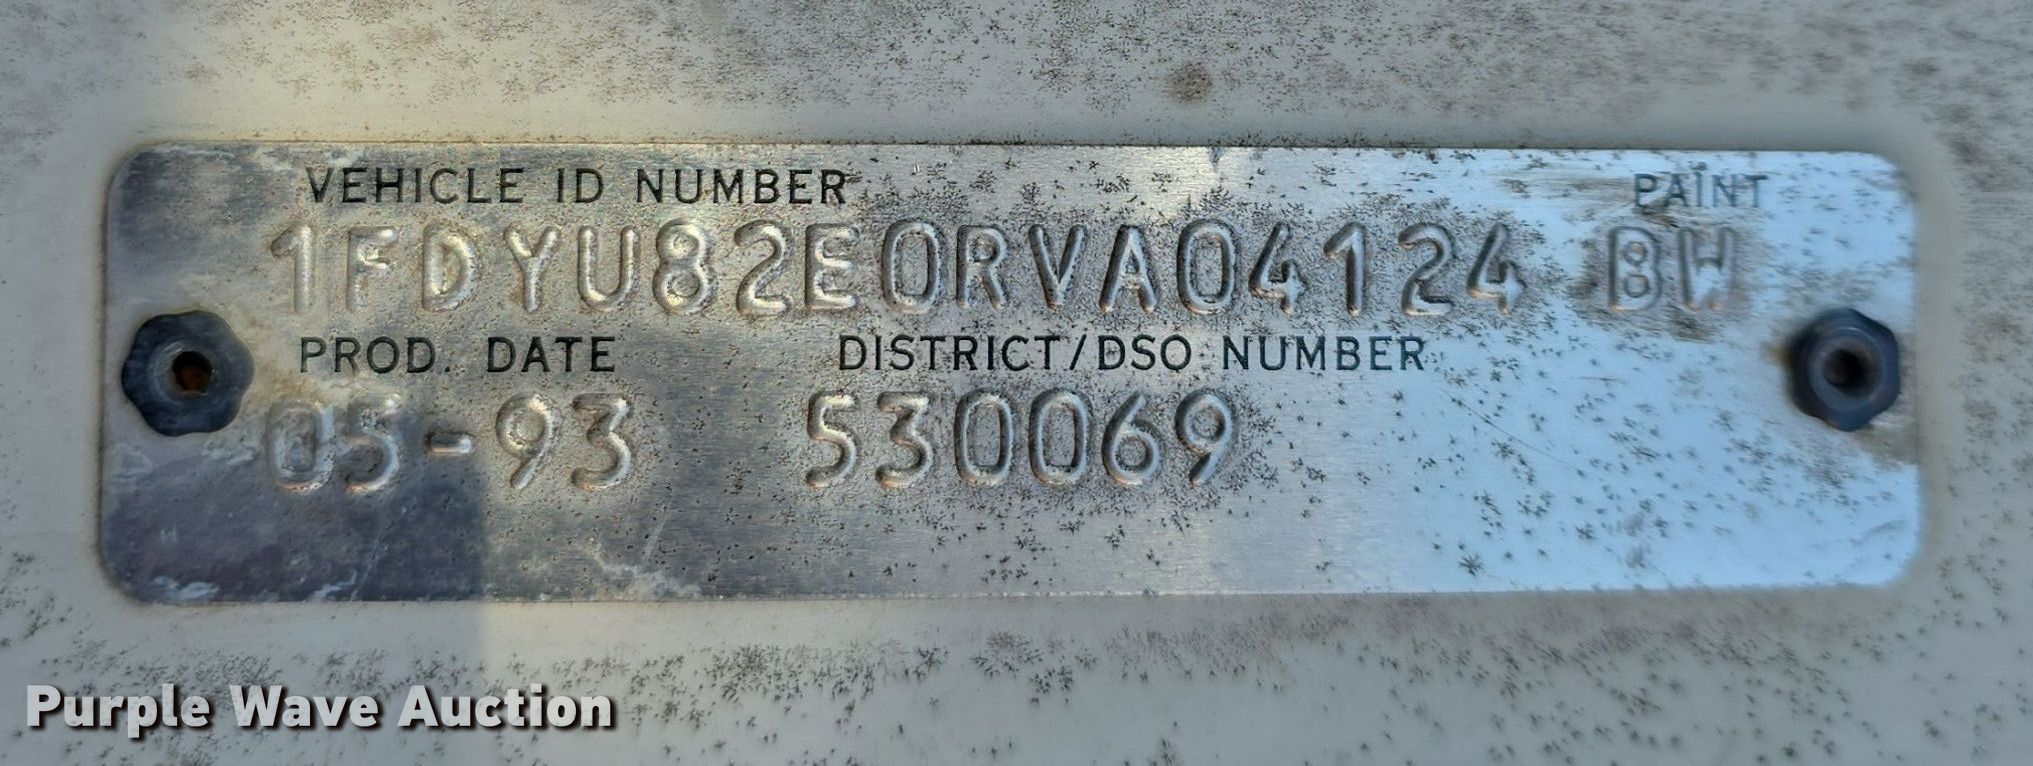 VEHICLE ID NUMBER PAINT
1FDYU82E0RVA04124 BW
PROD. DATE DISTRICT/DSO NUMBER
05-93 530069
Purple Wave Auction